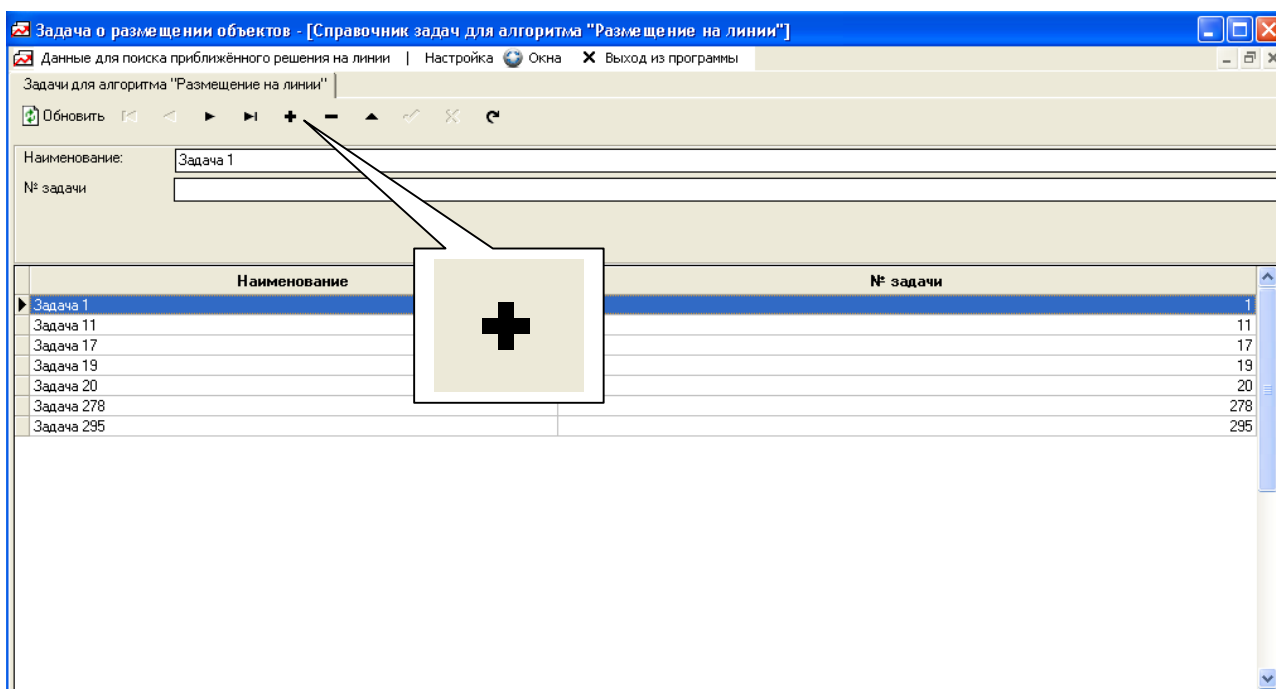 Задача о размещении объектов - [Справочник задач для алгоритма "Размещение на линии"]
Данные для поиска приближённого решения на линии | Настройка Окна X Выход из программы
Задачи для алгоритма "Размещение на линии"
Обновить
Наименование: Задача 1
№ задачи
Наименование № задачи
Задача 1 1
Задача 11 11
Задача 17 17
Задача 19 19
Задача 20 20
Задача 278 278
Задача 295 295